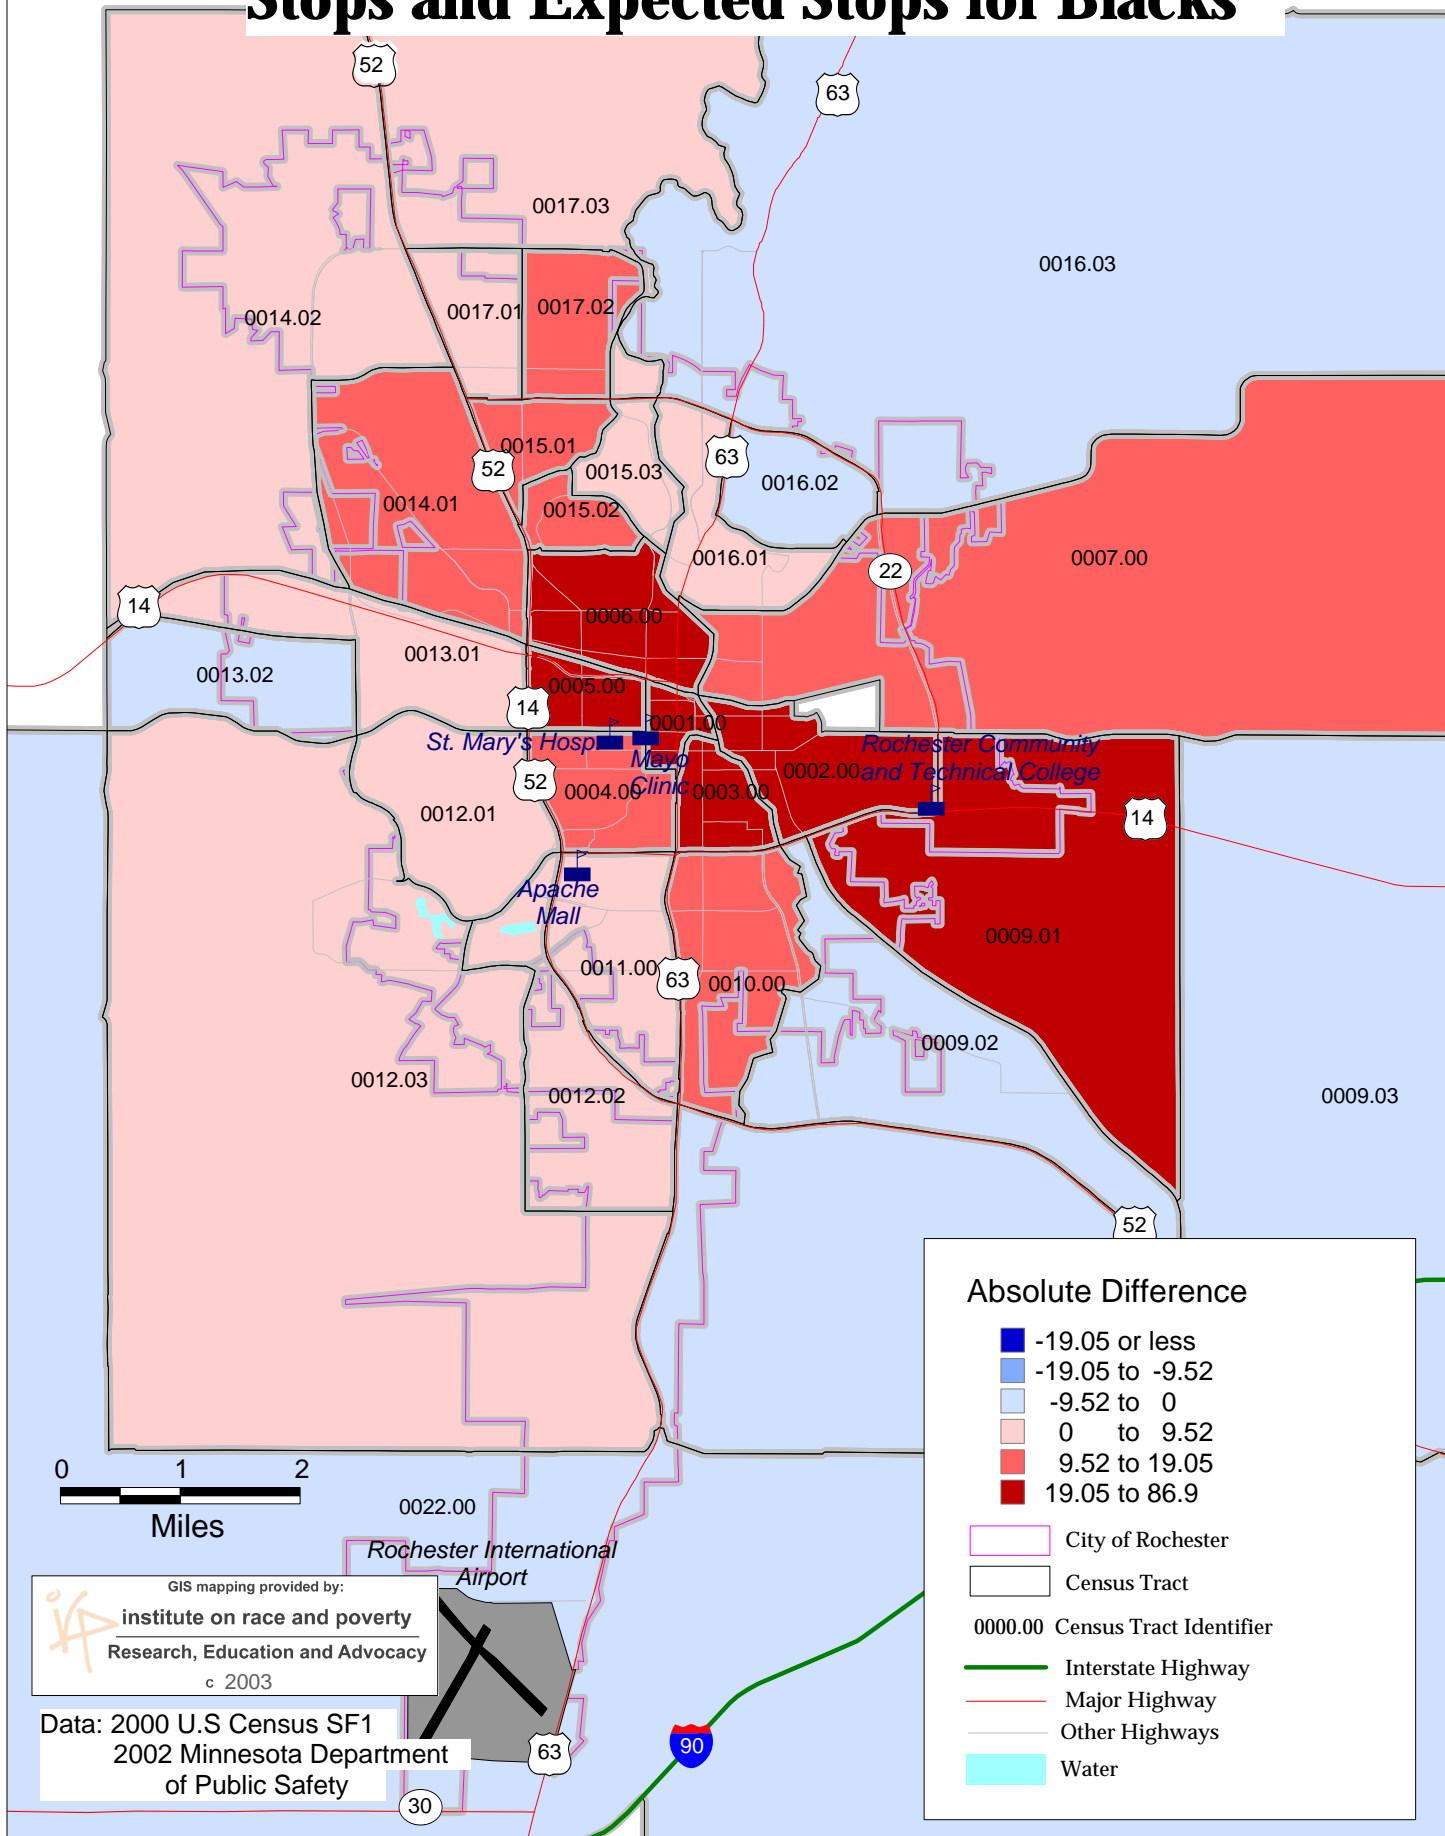 Stops and Expected Stops for Blacks
52
63
0017.03
0016.03
0014.02
0017.01
0017.02
0015.01
52
63
0015.03
0016.02
0014.01
0015.02
0016.01
0007.00
22
14
0006.00
0013.01
0013.02
0005.00
14
0001.00
St. Mary's Hosp
Mayo
Clinic
Rochester Community
and Technical College
0002.00
52
0004.00
0003.00
0012.01
14
Apache
Mall
0009.01
0011.00
63
0010.00
0009.02
0012.03
0012.02
0009.03
52
Absolute Difference
-19.05 or less
-19.05 to -9.52
-9.52 to 0
0 to 9.52
9.52 to 19.05
19.05 to 86.9
City of Rochester
Census Tract
0000.00 Census Tract Identifier
Interstate Highway
Major Highway
Other Highways
Water
0 1 2
Miles
0022.00
Rochester International
Airport
GIS mapping provided by:
irp
institute on race and poverty
Research, Education and Advocacy
c 2003
Data: 2000 U.S Census SF1
2002 Minnesota Department
of Public Safety
63
90
30